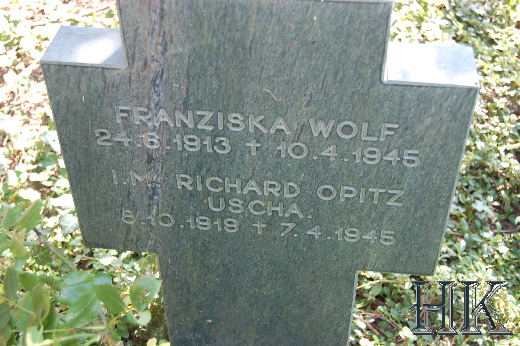 FRANZISKA WOLF
24.6.1913 ✝ 10.4.1945
I.M. RICHARD OPITZ
USCHA.
8.10.1919 ✝ 7.4.1945
HK